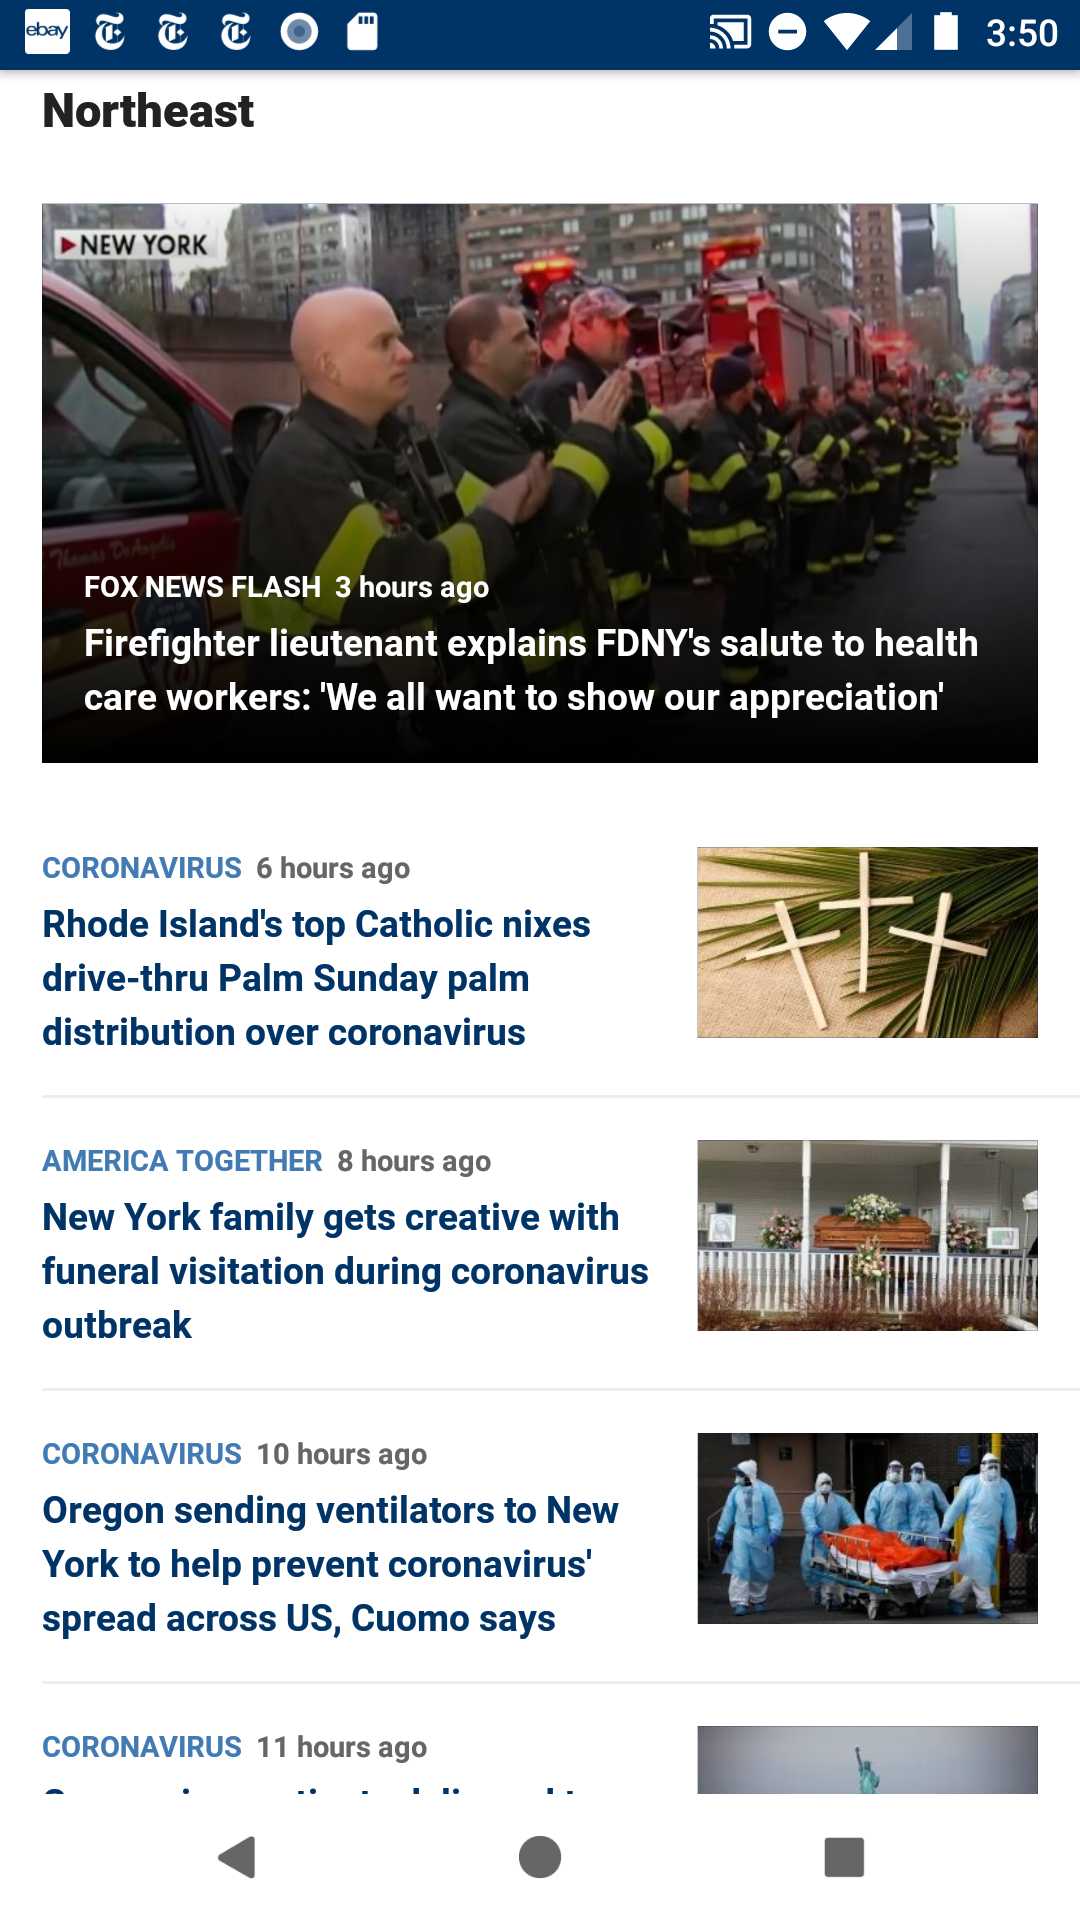 ebay
3:50
Northeast
NEW YORK
Thomas DeAngelis
FOX NEWS FLASH 3 hours ago
Firefighter lieutenant explains FDNY's salute to health
care workers: 'We all want to show our appreciation'
CORONAVIRUS 6 hours ago
Rhode Island's top Catholic nixes
drive-thru Palm Sunday palm
distribution over coronavirus
AMERICA TOGETHER 8 hours ago
New York family gets creative with
funeral visitation during coronavirus
outbreak
CORONAVIRUS 10 hours ago
Oregon sending ventilators to New
York to help prevent coronavirus'
spread across US, Cuomo says
CORONAVIRUS 11 hours ago